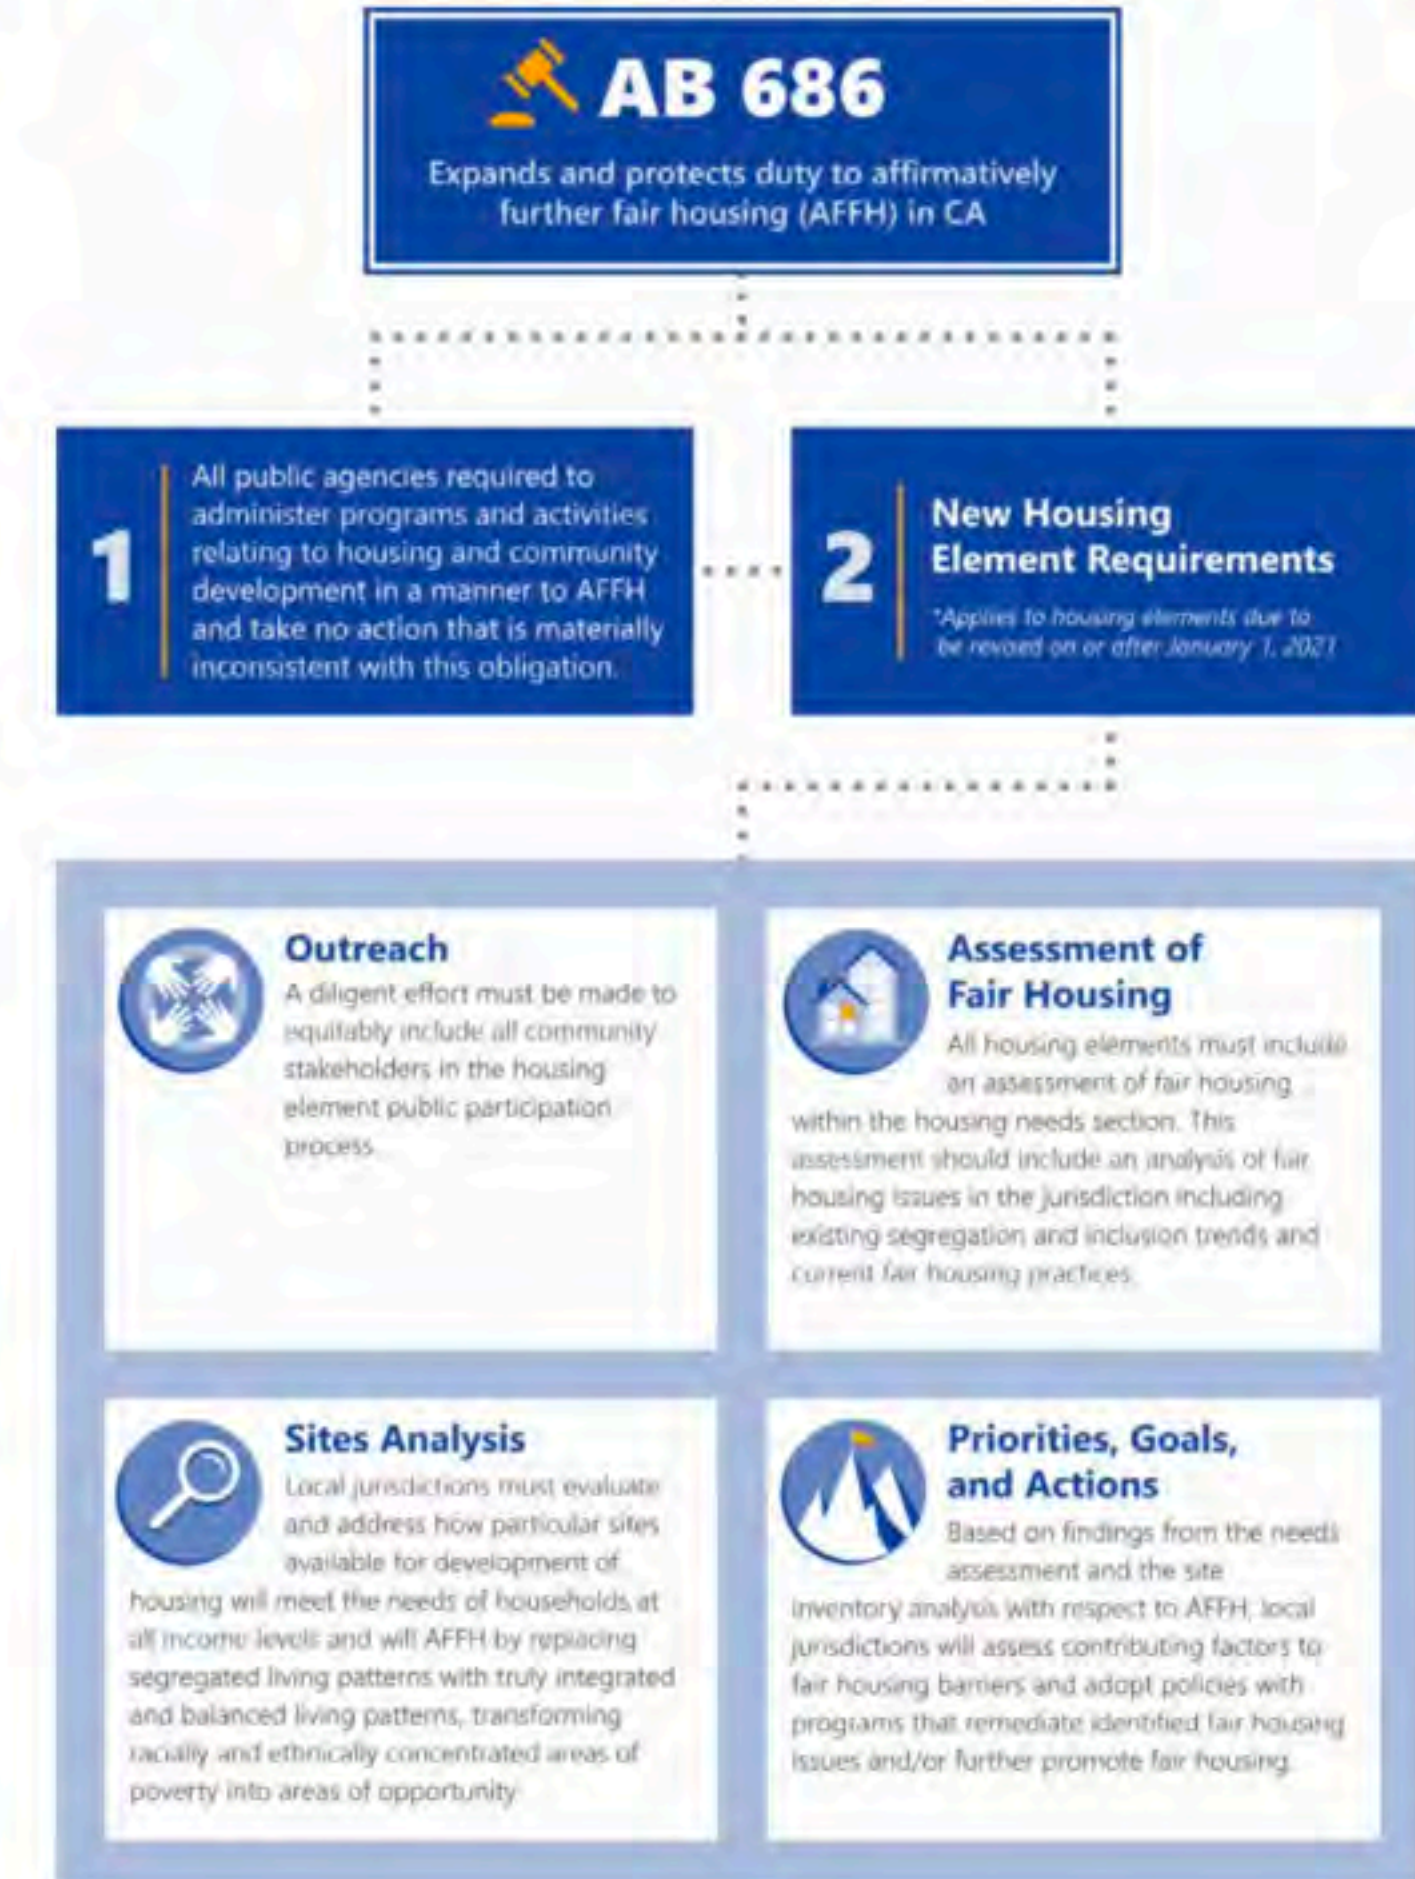 AB 686
Expands and protects duty to affirmatively
further fair housing (AFFH) in CA
1
All public agencies required to
administer programs and activities
relating to housing and community
development in a manner to AFFH
and take no action that is materially
inconsistent with this obligation.
2
New Housing
Element Requirements
*Applies to housing elements due to
be revised on or after January 1, 2021
Outreach
A diligent effort must be made to
equitably include all community
stakeholders in the housing
element public participation
process.
Assessment of
Fair Housing
All housing elements must include
an assessment of fair housing
within the housing needs section. This
assessment should include an analysis of fair
housing issues in the jurisdiction including
existing segregation and inclusion trends and
current fair housing practices.
Sites Analysis
Local jurisdictions must evaluate
and address how particular sites
available for development of
housing will meet the needs of households at
all income levels and will AFFH by replacing
segregated living patterns with truly integrated
and balanced living patterns, transforming
racially and ethnically concentrated areas of
poverty into areas of opportunity
Priorities, Goals,
and Actions
Based on findings from the needs
assessment and the site
inventory analysis with respect to AFFH, local
jurisdictions will assess contributing factors to
fair housing barriers and adopt policies with
programs that remediate identified fair housing
issues and/or further promote fair housing.